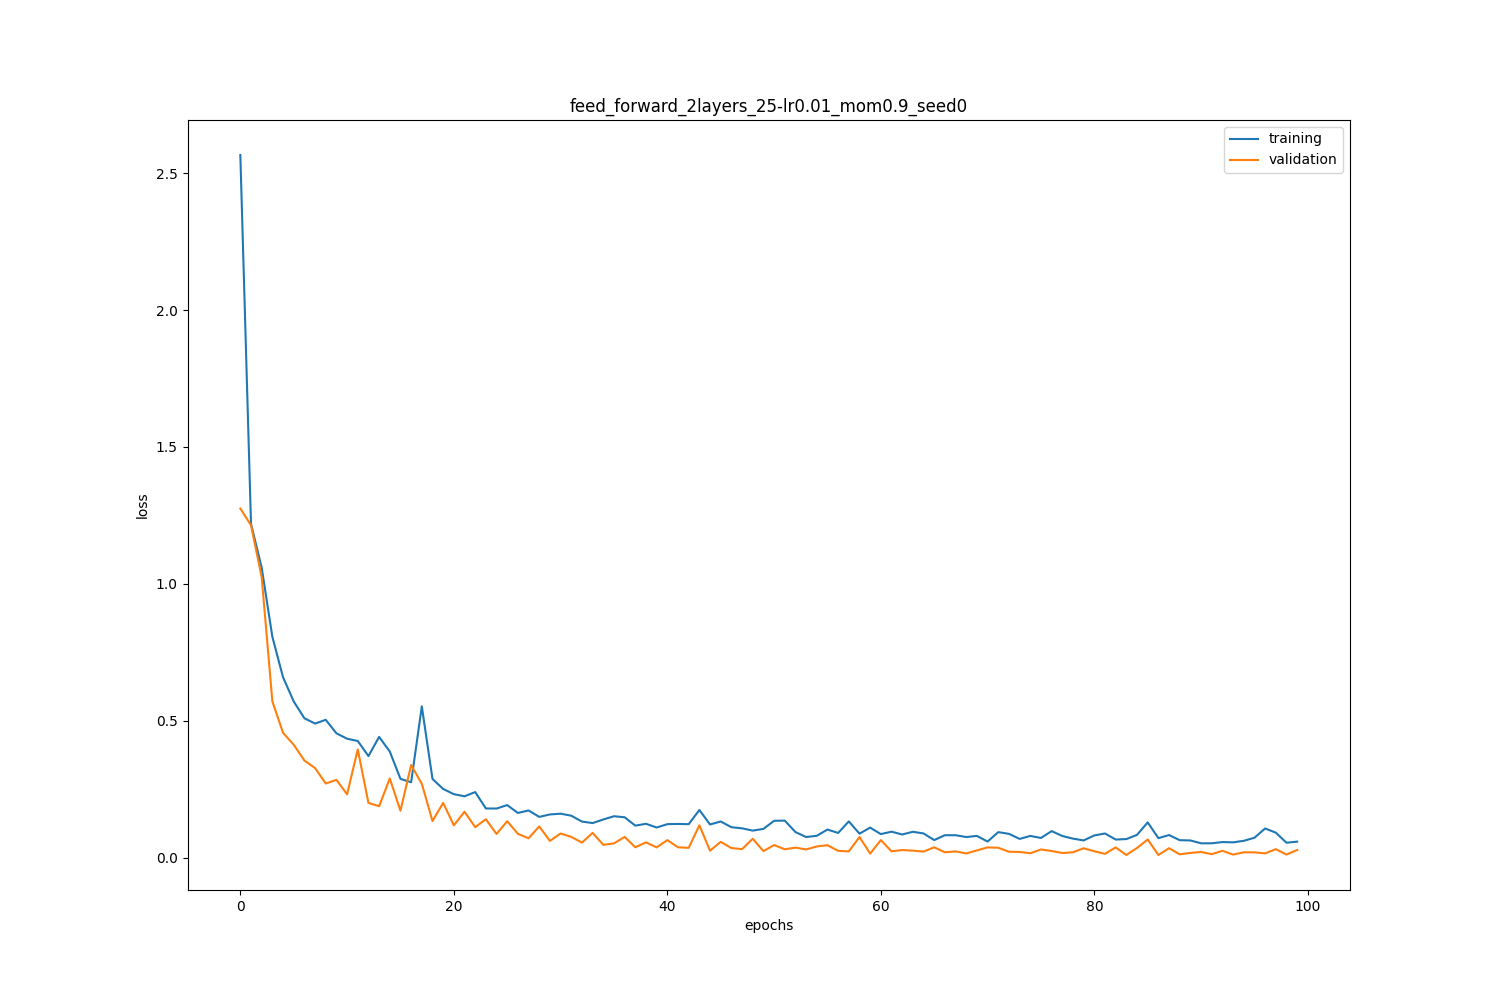 feed_forward_2layers_25-lr0.01_mom0.9_seed0
training
validation
2.5
2.0
1.5
1.0
0.5
0.0
loss
0 20 40 60 80 100
epochs